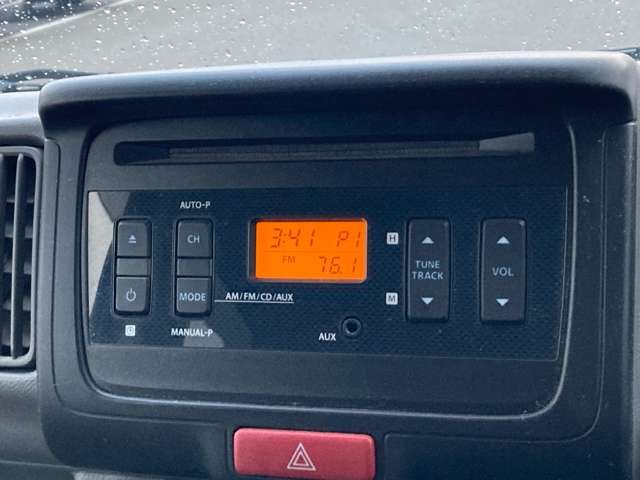 AUTO-P
CH
MODE
MANUAL-P
AM/FM/CD/AUX
3:41 P1
FM 76.1
AUX
H
M
TUNE
TRACK
VOL